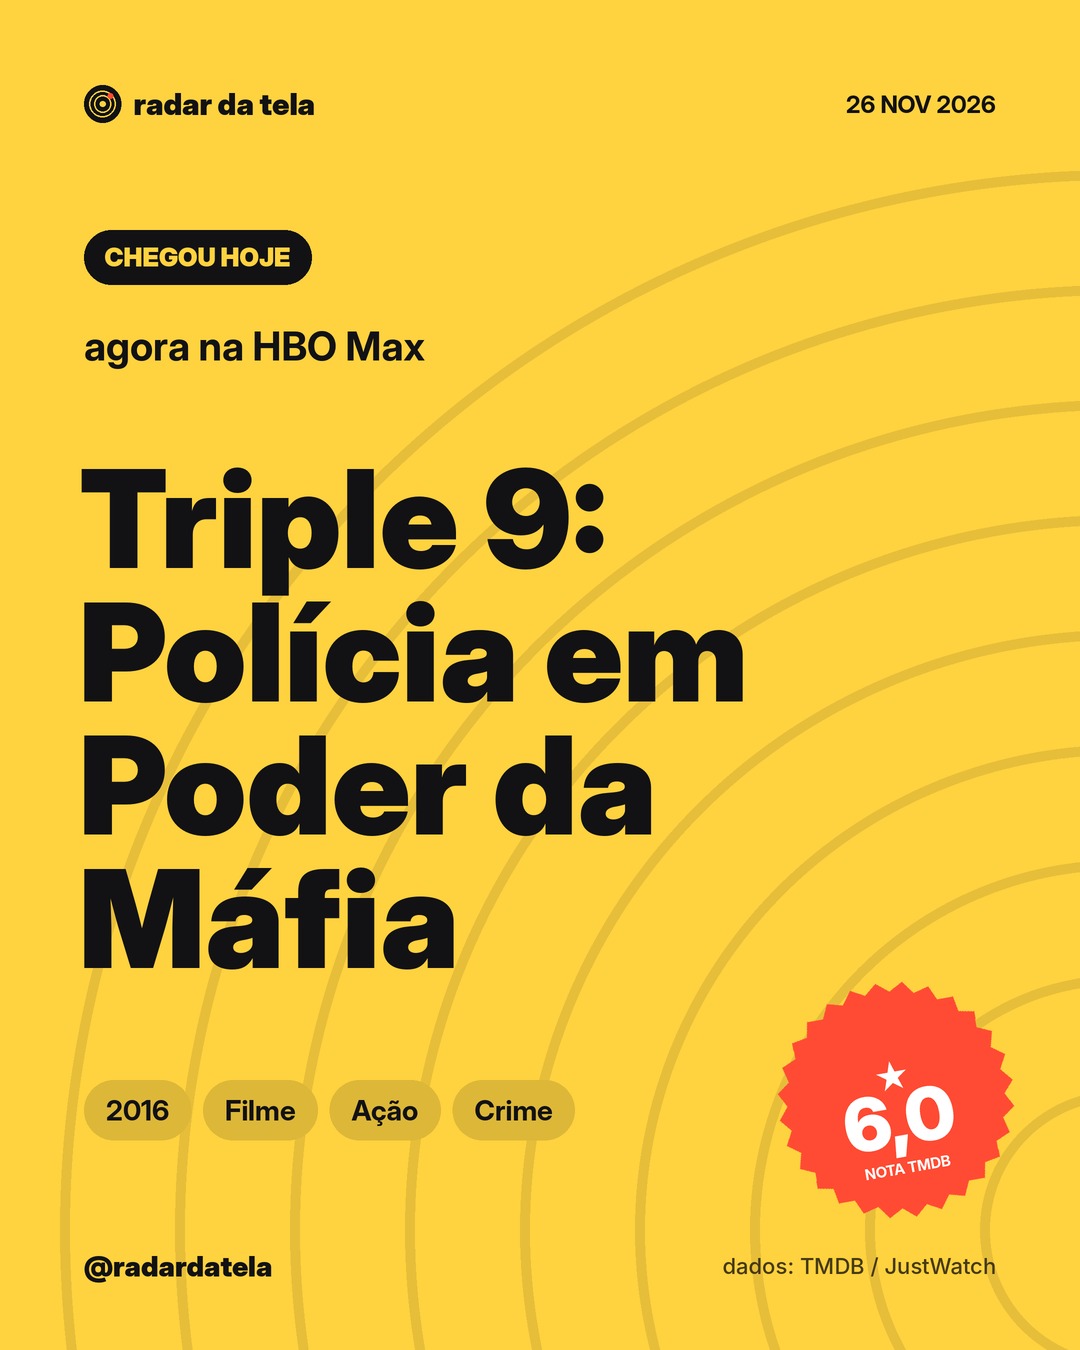 radar da tela
26 NOV 2026
CHEGOU HOJE
agora na HBO Max
Triple 9:
Polícia em
Poder da
Máfia
2016
Filme
Ação
Crime
★
6,0
NOTA TMDB
@radardatela
dados: TMDB / JustWatch